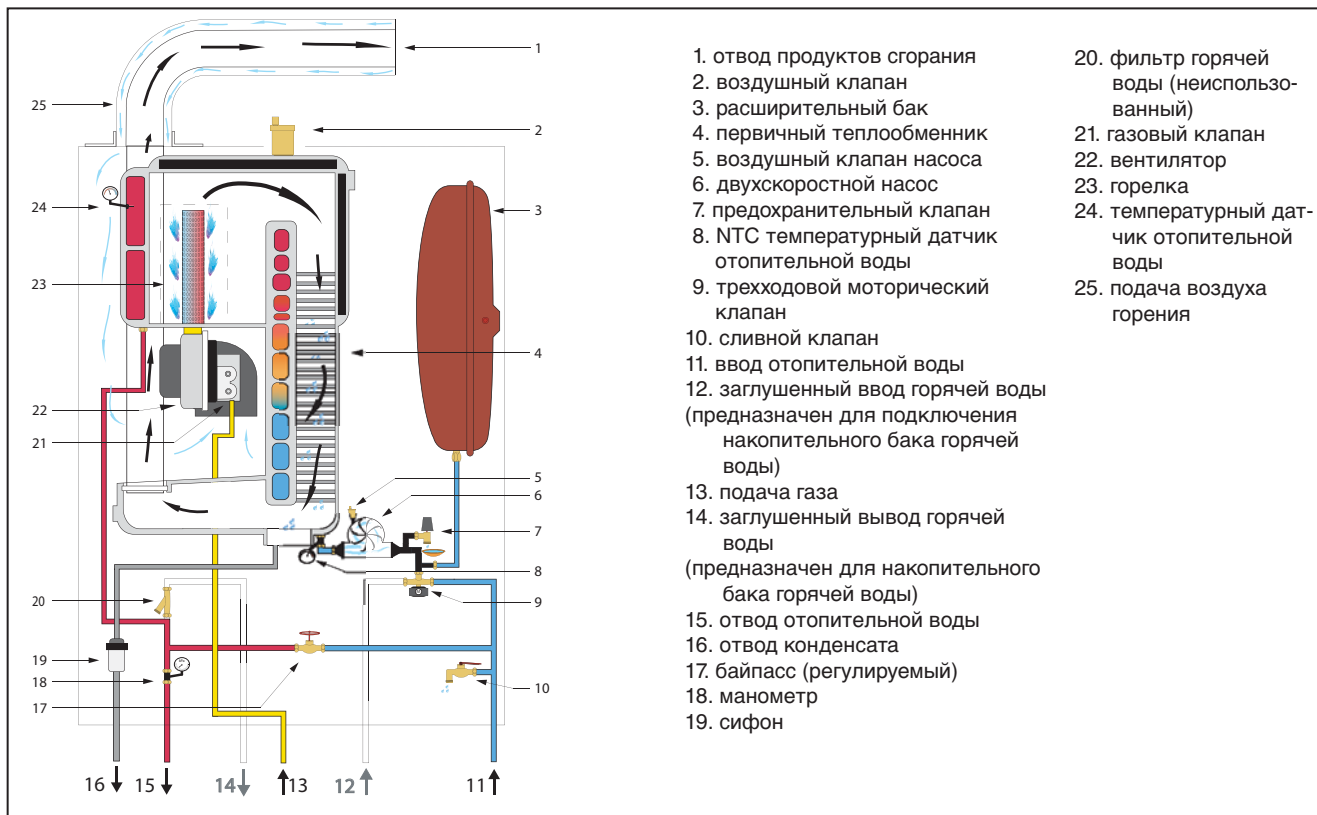 1
2
3
4
5
6
7
8
9
10
25
24
23
22
21
20
19
18
17
16
15
14
13
12
11
1. отвод продуктов сгорания
2. воздушный клапан
3. расширительный бак
4. первичный теплообменник
5. воздушный клапан насоса
6. двухскоростной насос
7. предохранительный клапан
8. NTC температурный датчик
отопительной воды
9. трехходовой моторический
клапан
10. сливной клапан
11. ввод отопительной воды
12. заглушенный ввод горячей воды
(предназначен для подключения
накопительного бака горячей
воды)
13. подача газа
14. заглушенный вывод горячей
воды
(предназначен для накопительного
бака горячей воды)
15. отвод отопительной воды
16. отвод конденсата
17. байпасс (регулируемый)
18. манометр
19. сифон
20. фильтр горячей
воды (неиспользо-
ванный)
21. газовый клапан
22. вентилятор
23. горелка
24. температурный дат-
чик отопительной
воды
25. подача воздуха
горения